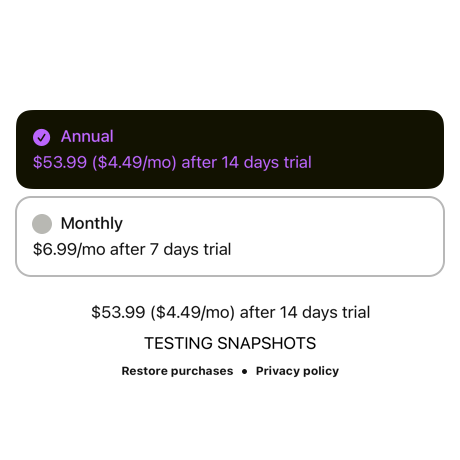 Annual
$53.99 ($4.49/mo) after 14 days trial
Monthly
$6.99/mo after 7 days trial
$53.99 ($4.49/mo) after 14 days trial
TESTING SNAPSHOTS
Restore purchases • Privacy policy